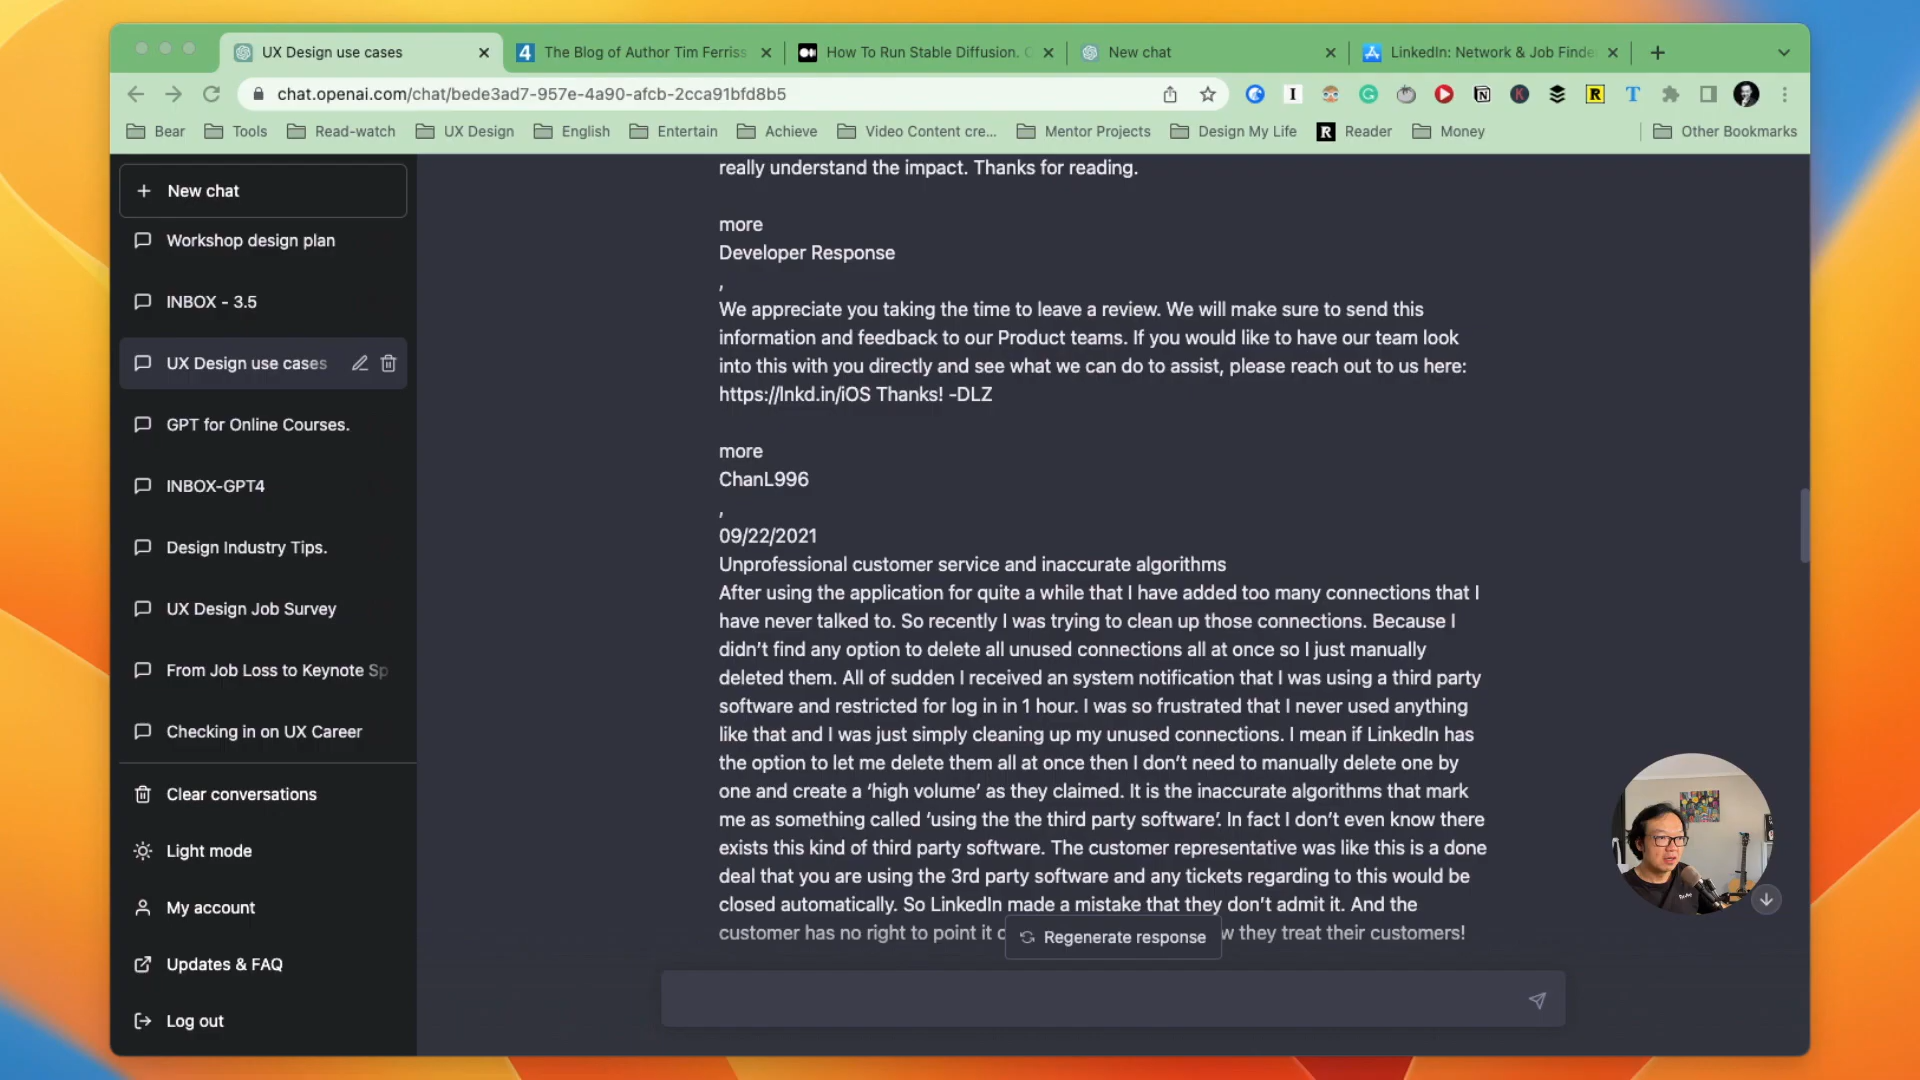 UX Design use cases
4 The Blog of Author Tim Ferriss
How To Run Stable Diffusion.
New chat
LinkedIn: Network & Job Finde
chat.openai.com/chat/bede3ad7-957e-4a90-afcb-2cca91bfd8b5
Bear
Tools
Read-watch
UX Design
English
Entertain
Achieve
Video Content cre...
Mentor Projects
Design My Life
R Reader
Money
Other Bookmarks
New chat
Workshop design plan
INBOX - 3.5
UX Design use cases
GPT for Online Courses.
INBOX-GPT4
Design Industry Tips.
UX Design Job Survey
From Job Loss to Keynote Sp
Checking in on UX Career
Clear conversations
Light mode
My account
Updates & FAQ
Log out
really understand the impact. Thanks for reading.
more
Developer Response
,
We appreciate you taking the time to leave a review. We will make sure to send this
information and feedback to our Product teams. If you would like to have our team look
into this with you directly and see what we can do to assist, please reach out to us here:
https://lnkd.in/iOS Thanks! -DLZ
more
ChanL996
,
09/22/2021
Unprofessional customer service and inaccurate algorithms
After using the application for quite a while that I have added too many connections that I
have never talked to. So recently I was trying to clean up those connections. Because I
didn’t find any option to delete all unused connections all at once so I just manually
deleted them. All of sudden I received an system notification that I was using a third party
software and restricted for log in in 1 hour. I was so frustrated that I never used anything
like that and I was just simply cleaning up my unused connections. I mean if LinkedIn has
the option to let me delete them all at once then I don’t need to manually delete one by
one and create a ‘high volume’ as they claimed. It is the inaccurate algorithms that mark
me as something called ‘using the the third party software’. In fact I don’t even know there
exists this kind of third party software. The customer representative was like this is a done
deal that you are using the 3rd party software and any tickets regarding to this would be
closed automatically. So LinkedIn made a mistake that they don’t admit it. And the
customer has no right to point it they treat their customers!
Regenerate response